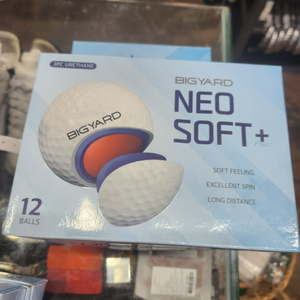 3PC URETHANE
BIGYARD
NEO
SOFT+
BIGYARD
SOFT FEELING
EXCELLENT SPIN
LONG DISTANCE
12
BALLS